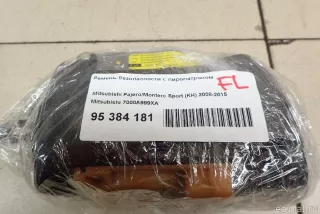 Ремень безопасности с пиропатроном
FL
Mitsubishi Pajero/Montero Sport (KH) 2008-2015
Mitsubishi 7000A999XA
95 384 181